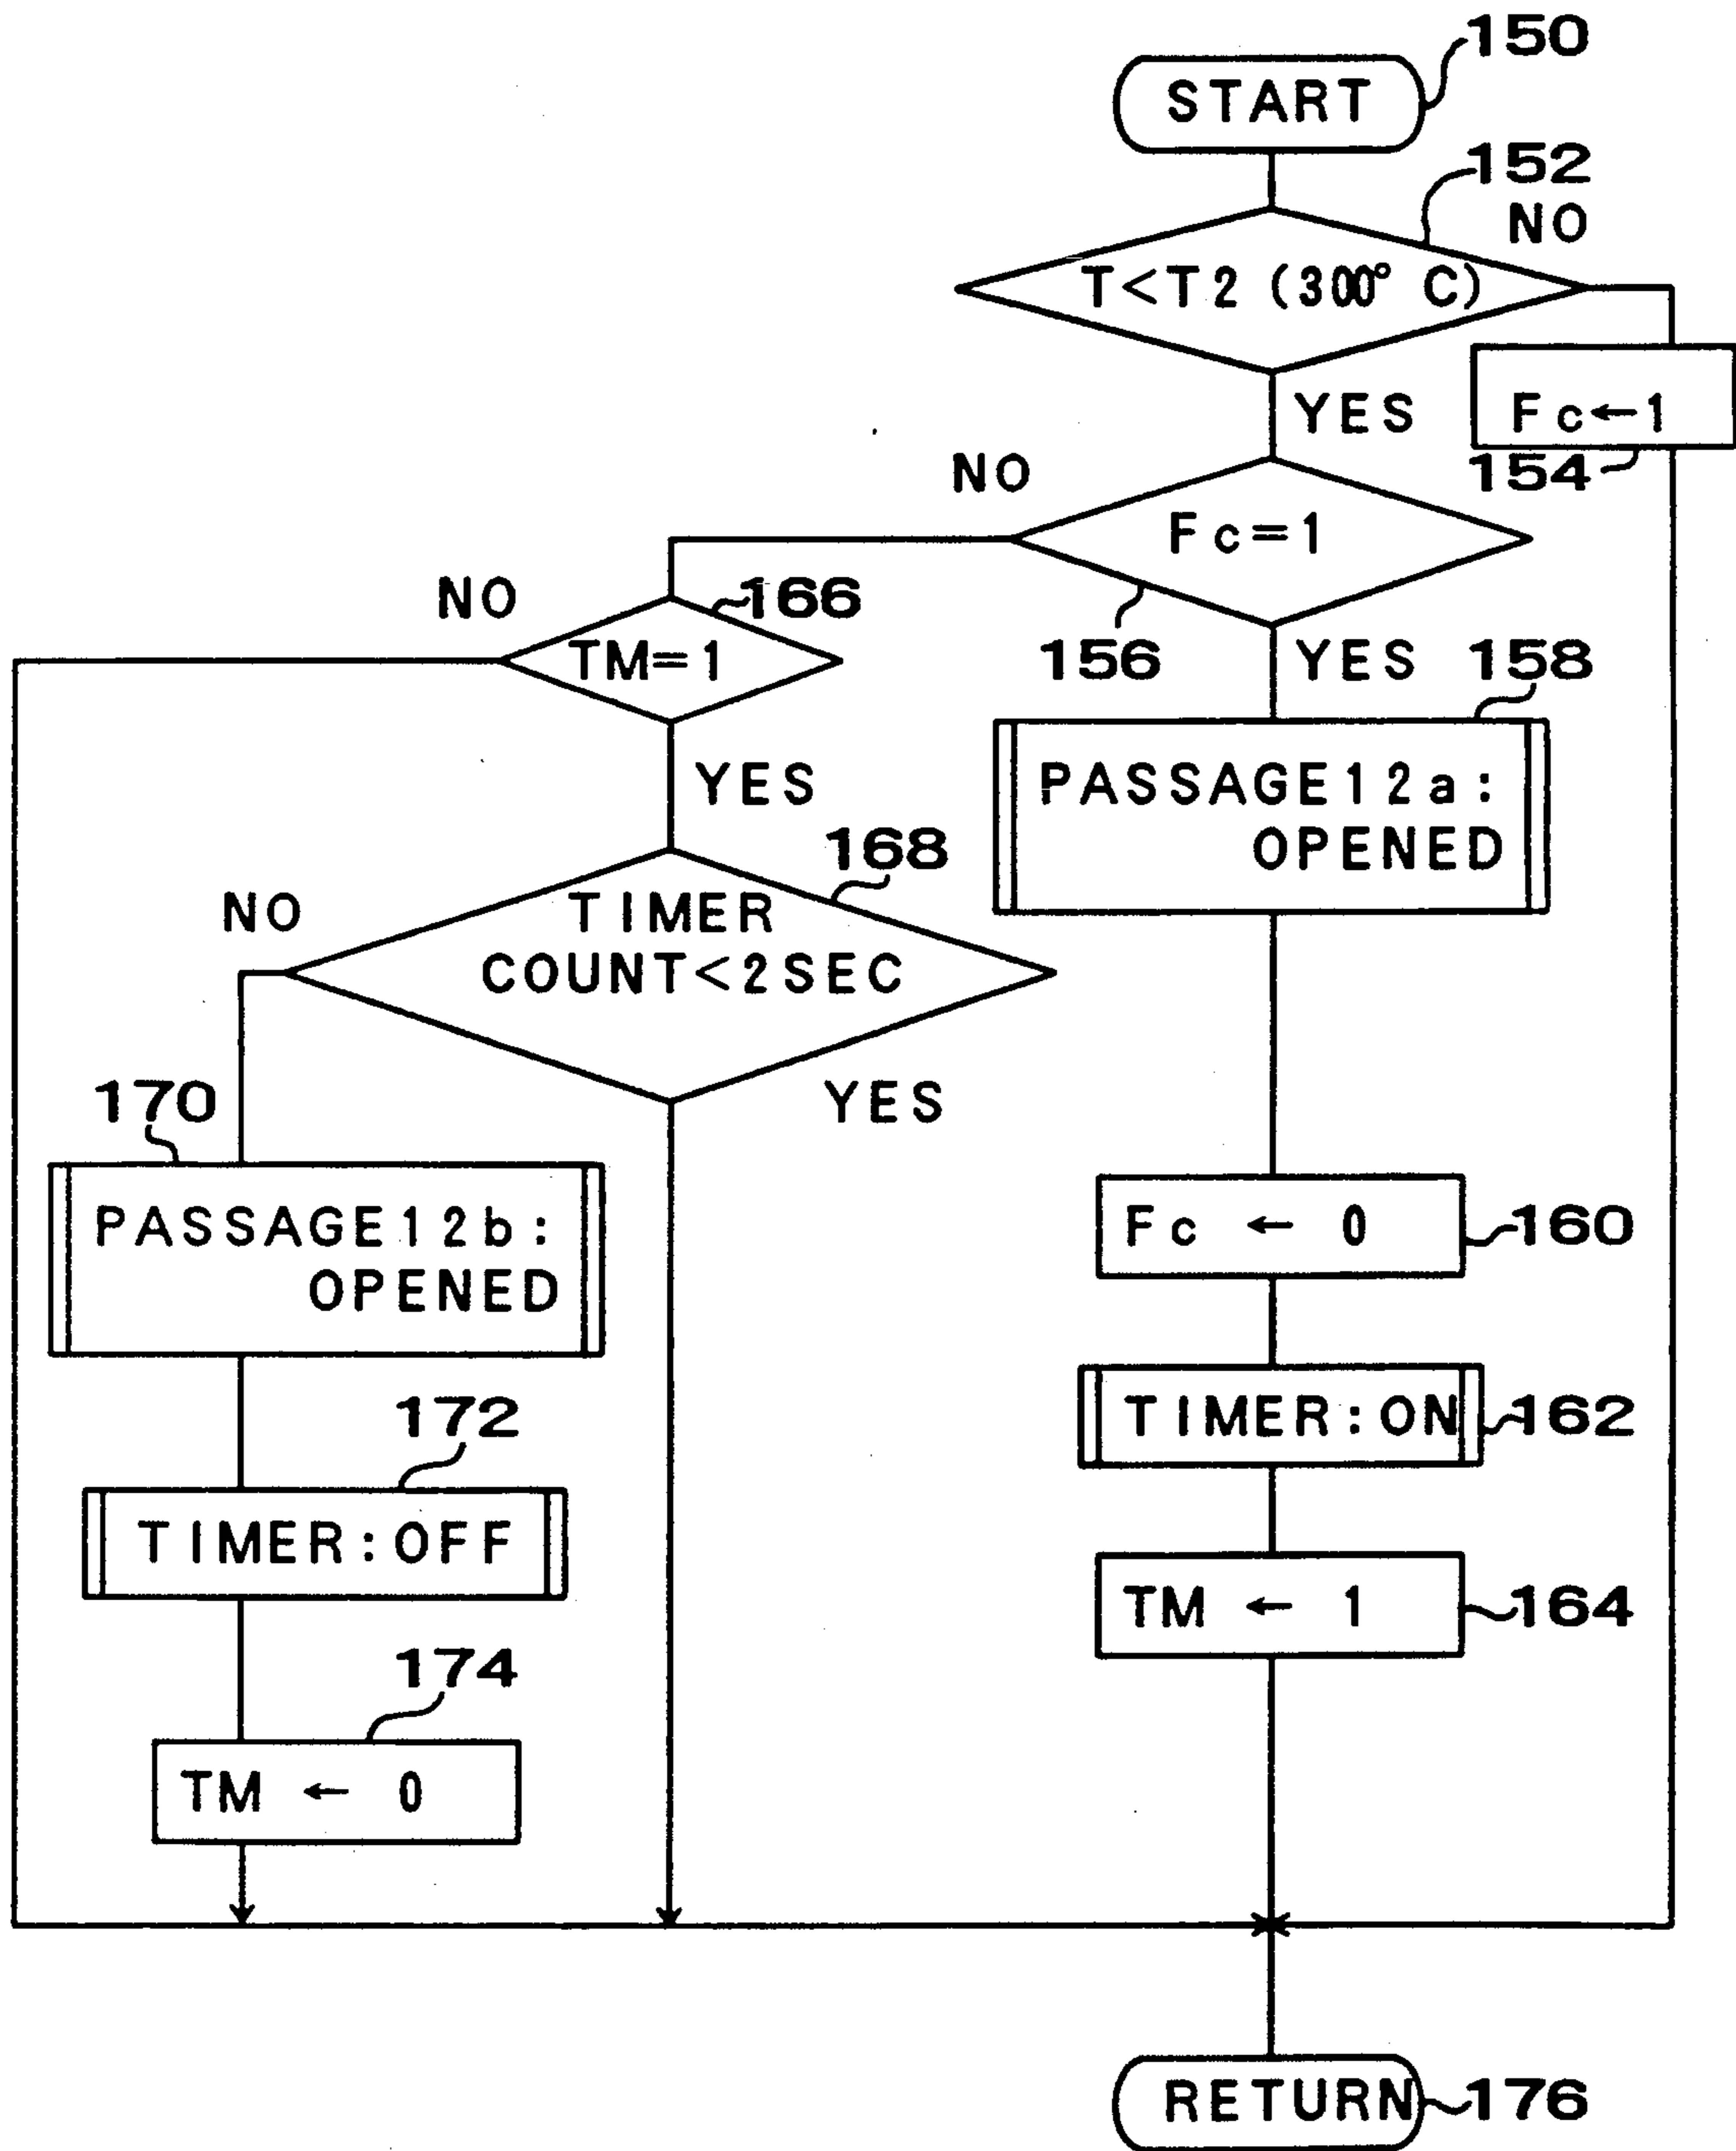 150
START
152
NO
T<T2 (300° C)
YES
Fc←1
154
NO
Fc=1
156
YES
158
NO
166
TM=1
YES
PASSAGE12a:
OPENED
168
NO
TIMER
COUNT<2SEC
YES
170
PASSAGE12b:
OPENED
Fc ← 0
160
172
TIMER:ON
162
TIMER:OFF
TM ← 1
164
174
TM ← 0
RETURN
176